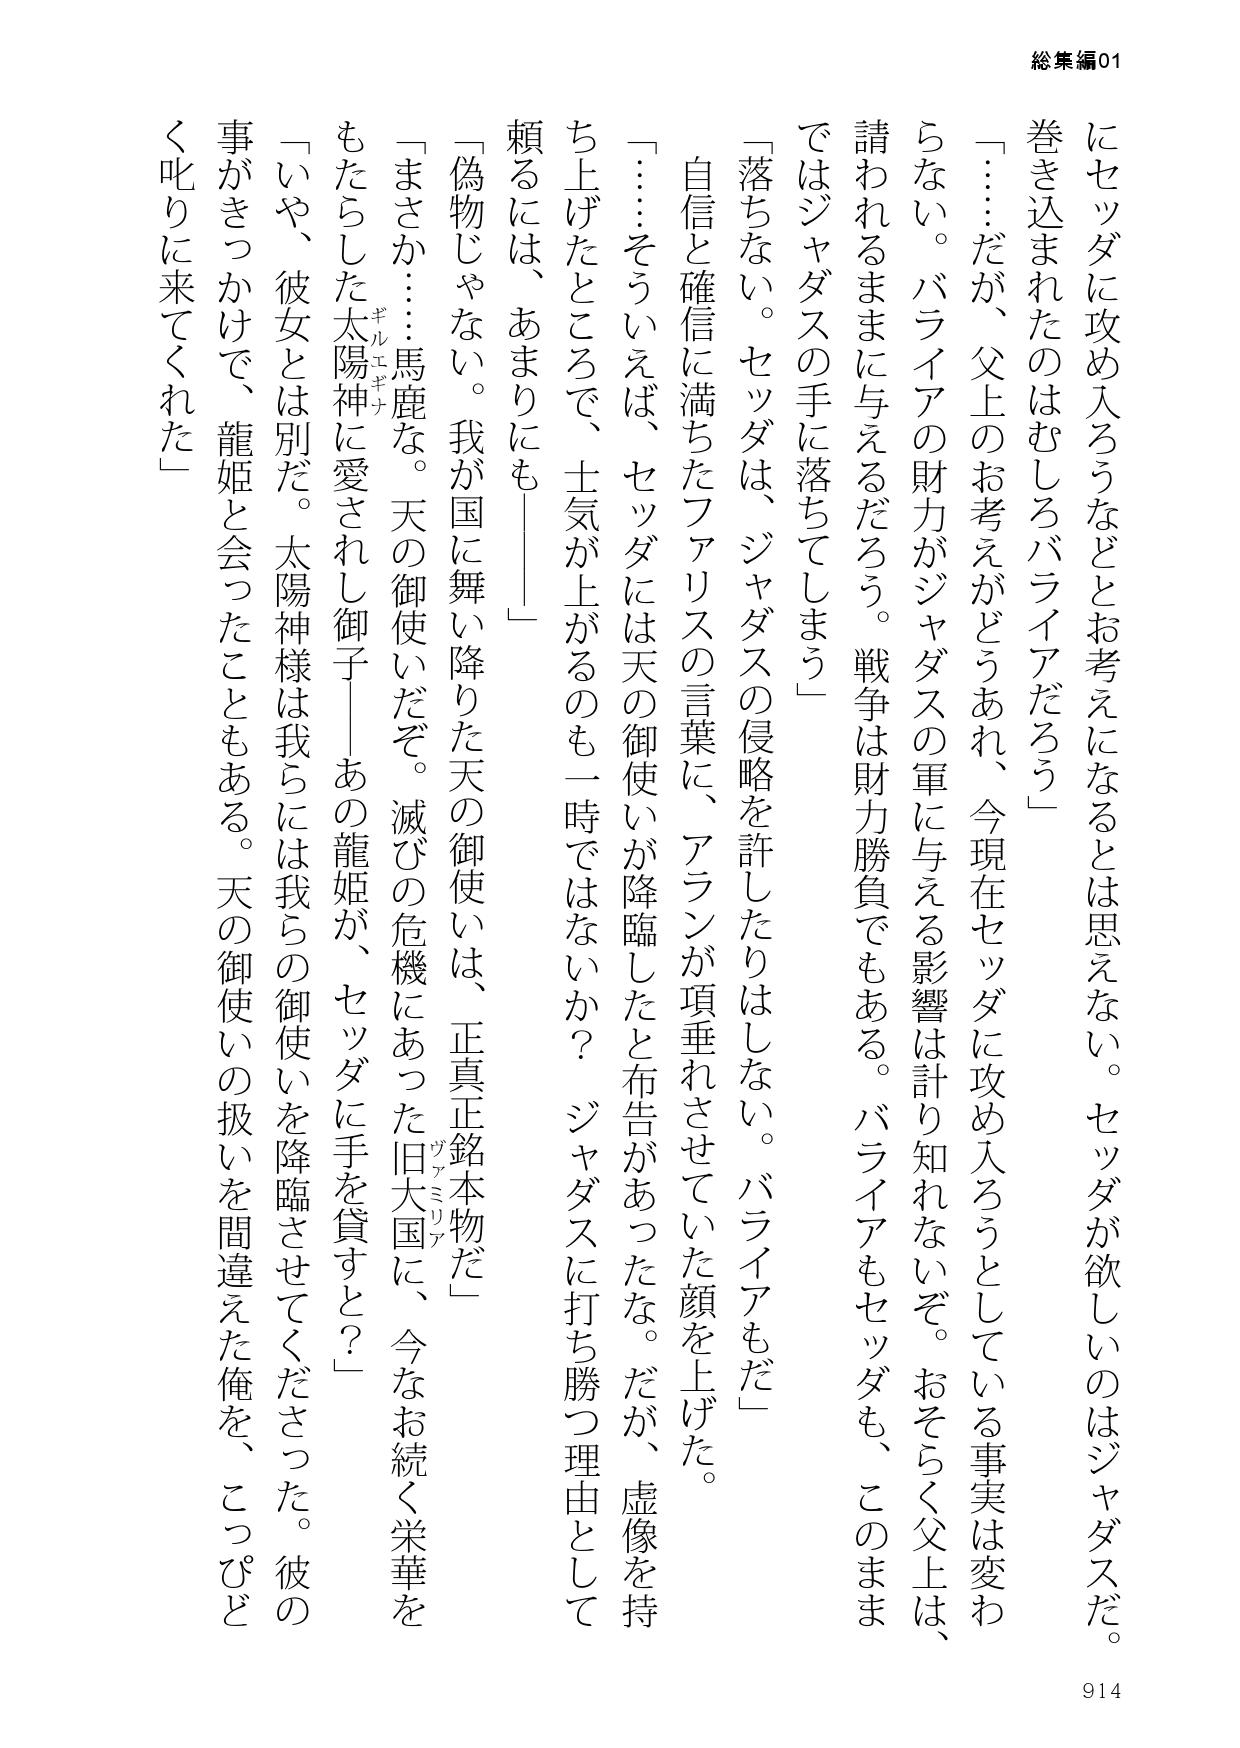 総集編01
にセッダに攻め入ろうなどとお考えになるとは思えない。セッダが欲しいのはジャダスだ。
巻き込まれたのはむしろバライアだろう」
「……だが、父上のお考えがどうあれ、今現在セッダに攻め入ろうとしている事実は変わ
らない。バライアの財力がジャダスの軍に与える影響は計り知れないぞ。おそらく父上は、
請われるままに与えるだろう。戦争は財力勝負でもある。バライアもセッダも、このまま
ではジャダスの手に落ちてしまう」
「落ちない。セッダは、ジャダスの侵略を許したりはしない。バライアもだ」
　自信と確信に満ちたファリスの言葉に、アランが項垂れさせていた顔を上げた。
「……そういえば、セッダには天の御使いが降臨したと布告があったな。だが、虚像を持
ち上げたところで、士気が上がるのも一時ではないか？　ジャダスに打ち勝つ理由として
頼るには、あまりにも――――」
「偽物じゃない。我が国に舞い降りた天の御使いは、正真正銘本物だ」
「まさか……馬鹿な。天の御使いだぞ。滅びの危機にあった旧大国に、今なお続く栄華を
ヴァミリア
もたらした太陽神に愛されし御子――あの龍姫が、セッダに手を貸すと？」
ギルエギナ
「いや、彼女とは別だ。太陽神様は我らには我らの御使いを降臨させてくださった。彼の
事がきっかけで、龍姫と会ったこともある。天の御使いの扱いを間違えた俺を、こっぴど
く叱りに来てくれた」
914